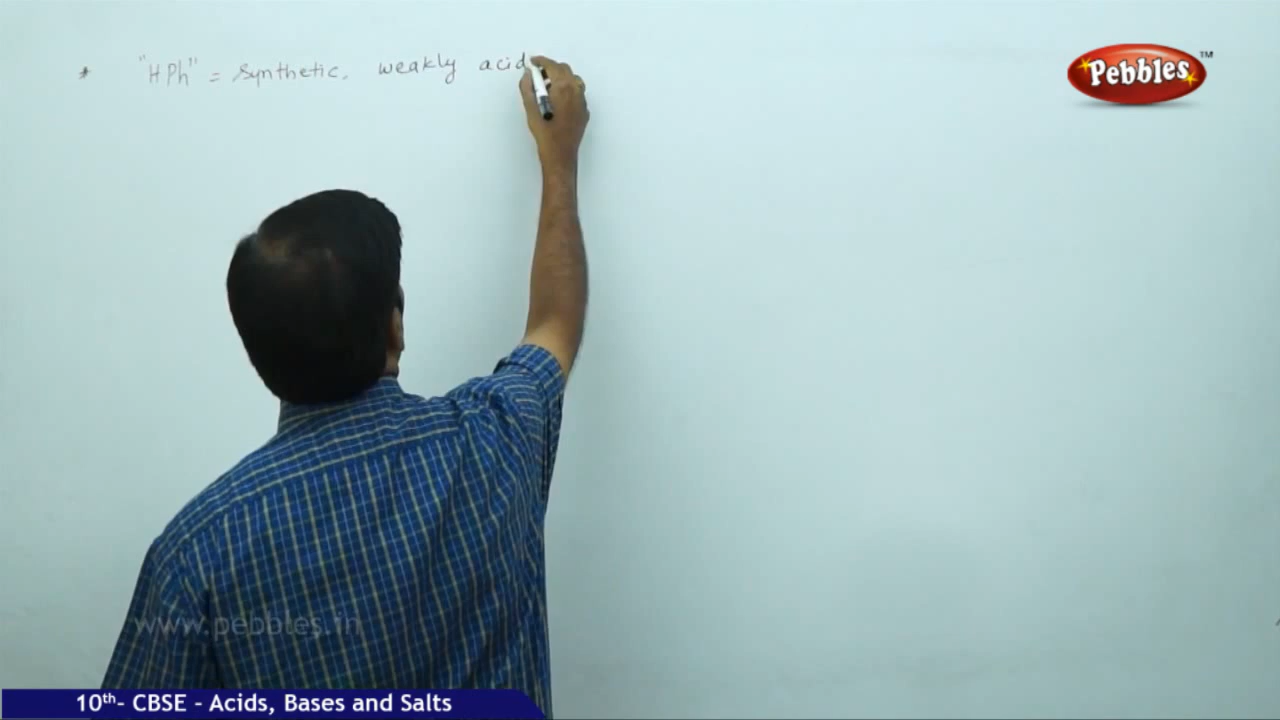 * "HPh" = Synthetic, weakly acid
Pebbles™
www.pebbles.in
10th- CBSE - Acids, Bases and Salts